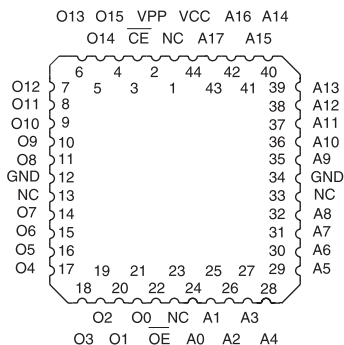 O13 O15 VPP VCC A16 A14
O14 CE NC A17 A15
6 4 2 44 42 40
5 3 1 43 41
O12 7 39 A13
O11 8 38 A12
O10 9 37 A11
O9 10 36 A10
O8 11 35 A9
GND 12 34 GND
NC 13 33 NC
O7 14 32 A8
O6 15 31 A7
O5 16 30 A6
O4 17 29 A5
19 21 23 25 27
18 20 22 24 26 28
O2 O0 NC A1 A3
O3 O1 OE A0 A2 A4